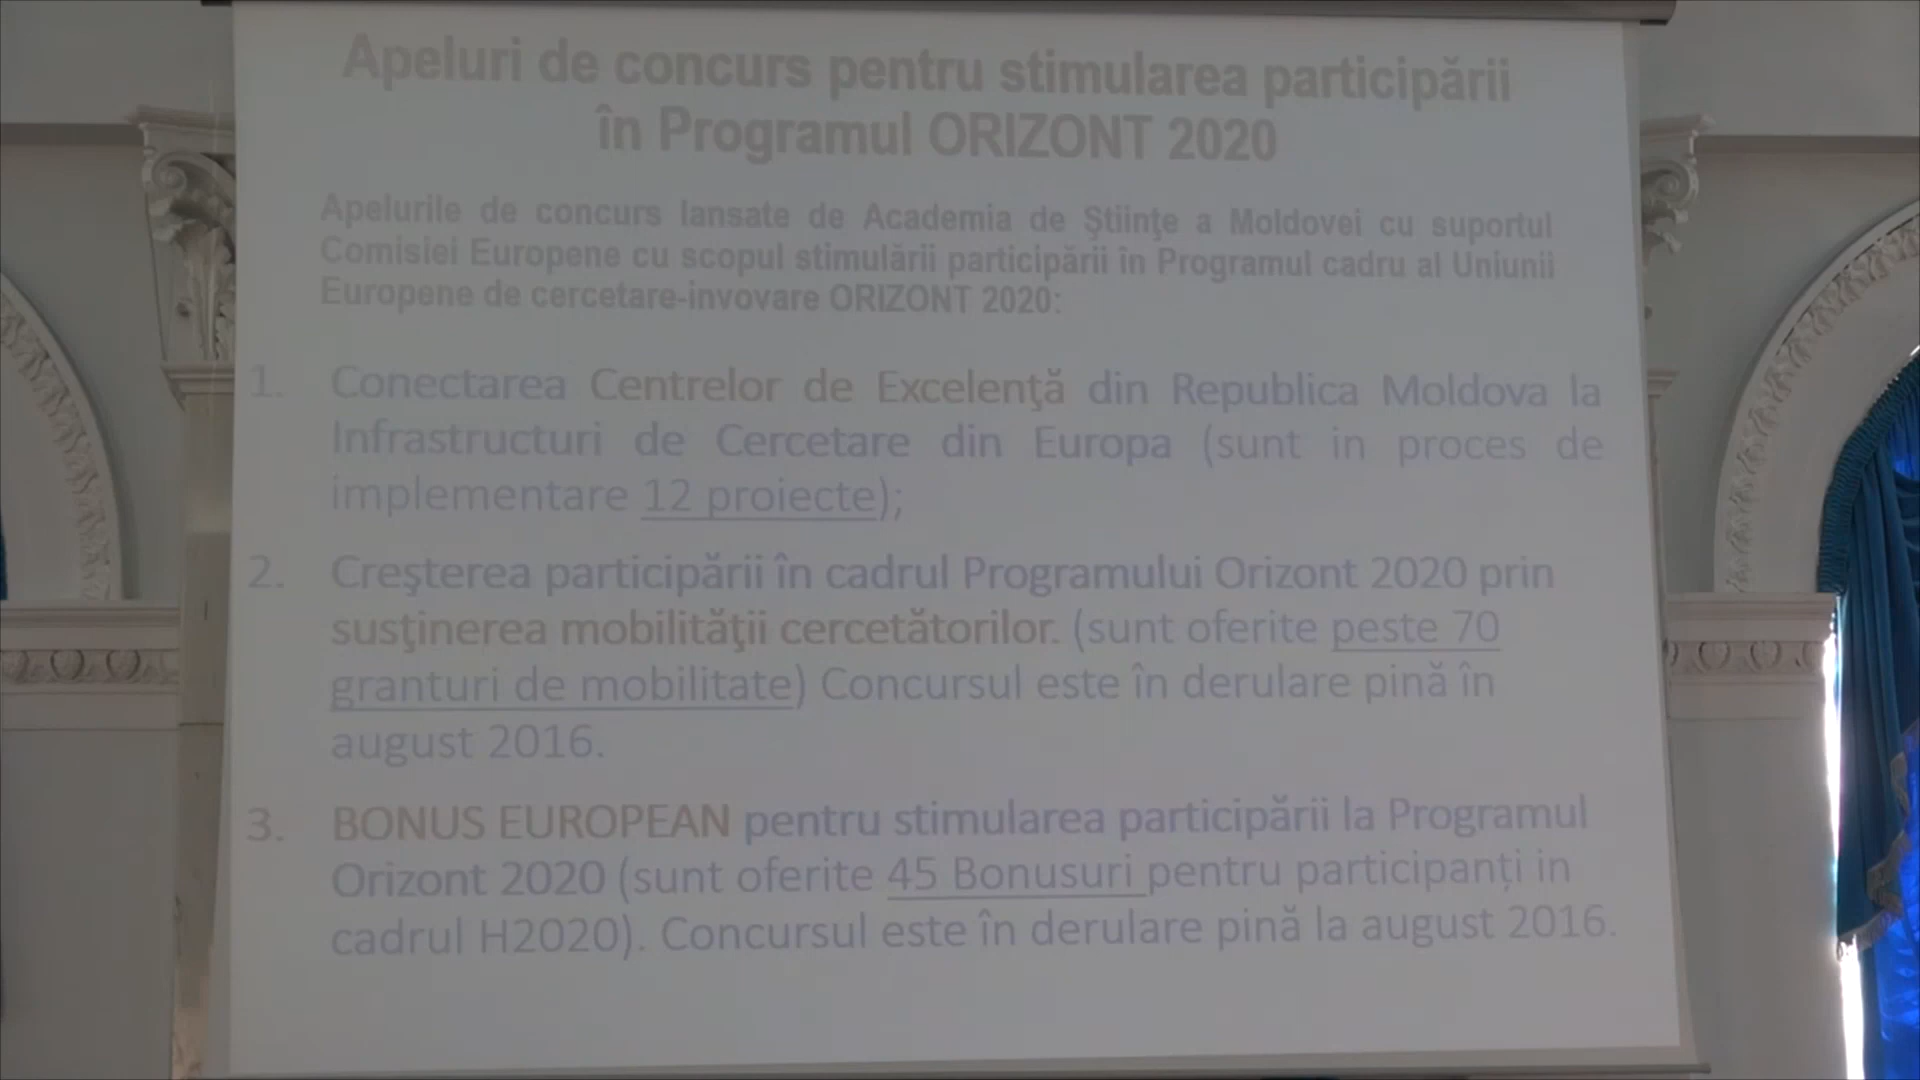 Apeluri de concurs pentru stimularea participării
în Programul ORIZONT 2020
Apelurile de concurs lansate de Academia de Ştiinţe a Moldovei cu suportul
Comisiei Europene cu scopul stimulării participării în Programul cadru al Uniunii
Europene de cercetare-invovare ORIZONT 2020:
1. Conectarea Centrelor de Excelenţă din Republica Moldova la
Infrastructuri de Cercetare din Europa (sunt in proces de
implementare 12 proiecte);
2. Creşterea participării în cadrul Programului Orizont 2020 prin
susţinerea mobilităţii cercetătorilor. (sunt oferite peste 70
granturi de mobilitate) Concursul este în derulare pină în
august 2016.
3. BONUS EUROPEAN pentru stimularea participării la Programul
Orizont 2020 (sunt oferite 45 Bonusuri pentru participanți in
cadrul H2020). Concursul este în derulare pină la august 2016.